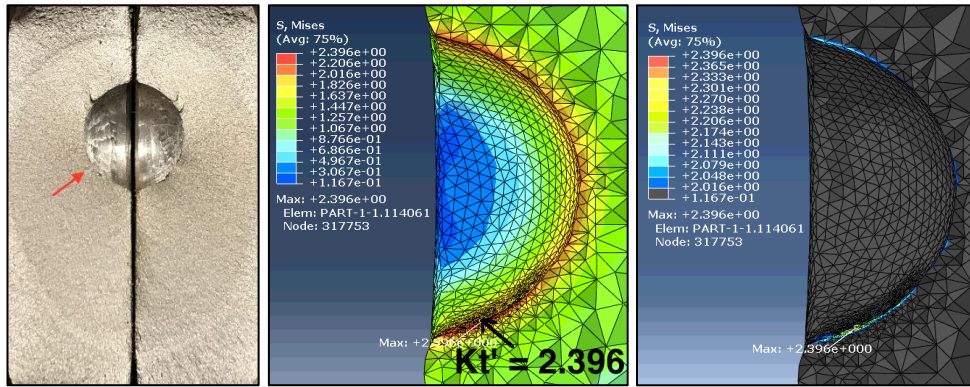 S, Mises
(Avg: 75%)
+2.396e+00
+2.206e+00
+2.016e+00
+1.826e+00
+1.637e+00
+1.447e+00
+1.257e+00
+1.067e+00
+8.766e-01
+6.866e-01
+4.967e-01
+3.067e-01
+1.167e-01
Max: +2.396e+00
Elem: PART-1-1.114061
Node: 317753
Max: +2.396e+000
Kt' = 2.396
S, Mises
(Avg: 75%)
+2.396e+00
+2.365e+00
+2.333e+00
+2.301e+00
+2.270e+00
+2.238e+00
+2.206e+00
+2.174e+00
+2.143e+00
+2.111e+00
+2.079e+00
+2.048e+00
+2.016e+00
+1.167e-01
Max: +2.396e+00
Elem: PART-1-1.114061
Node: 317753
Max: +2.396e+000